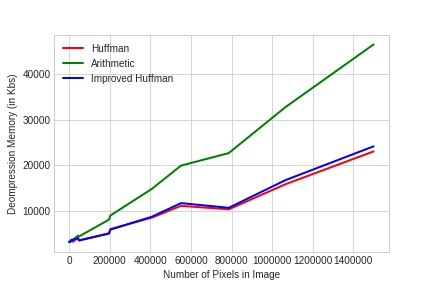 Huffman
Arithmetic
Improved Huffman
40000
30000
20000
10000
Deompression Memory (in Kbs)
0 200000 400000 600000 800000 1000000 1200000 1400000
Number of Pixels in Image